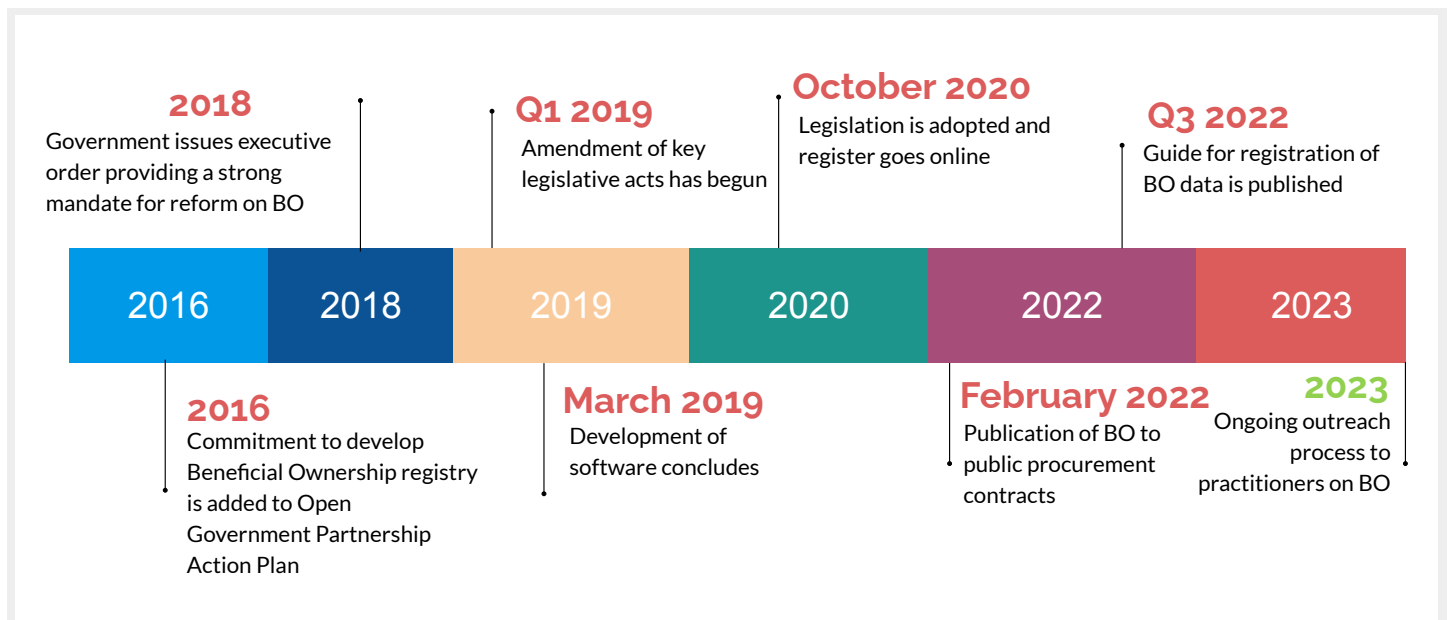 2018
Government issues executive
order providing a strong
mandate for reform on BO
Q1 2019
Amendment of key
legislative acts has begun
October 2020
Legislation is adopted and
register goes online
Q3 2022
Guide for registration of
BO data is published
2016
2018
2019
2020
2022
2023
2016
Commitment to develop
Beneficial Ownership registry
is added to Open
Government Partnership
Action Plan
March 2019
Development of
software concludes
February 2022
Publication of BO to
public procurement
contracts
2023
Ongoing outreach
process to
practitioners on BO